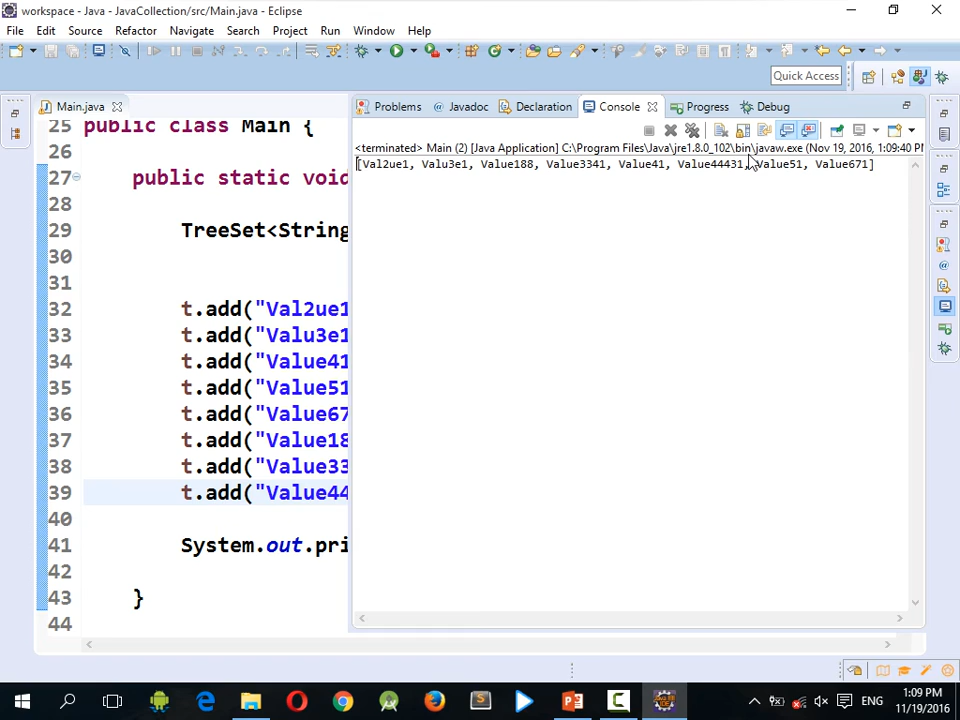 workspace - Java - JavaCollection/src/Main.java - Eclipse
File Edit Source Refactor Navigate Search Project Run Window Help
Quick Access
Main.java
Problems @ Javadoc Declaration Console Progress Debug
<terminated> Main (2) [Java Application] C:\Program Files\Java\jre1.8.0_102\bin\javaw.exe (Nov 19, 2016, 1:09:40 PM
[Val2ue1, Valu3e1, Value188, Value3341, Value41, Value44431, Value51, Value671]
25 public class Main {
26
27 public static void
28
29 TreeSet<String
30
31
32 t.add("Val2ue1
33 t.add("Valu3e1
34 t.add("Value41
35 t.add("Value51
36 t.add("Value67
37 t.add("Value18
38 t.add("Value33
39 t.add("Value44
40
41 System.out.pri
42
43 }
44
ENG
1:09 PM
11/19/2016